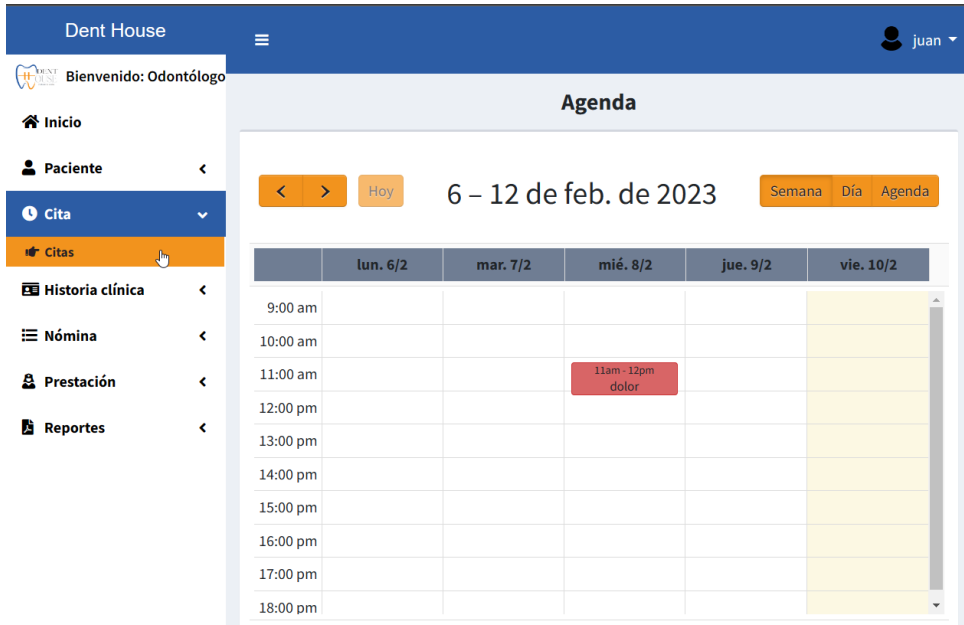 Dent House
juan
DENT
HOUSE
Bienvenido: Odontólogo
Inicio
Paciente
Cita
Citas
Historia clínica
Nómina
Prestación
Reportes
Agenda
Hoy
6 – 12 de feb. de 2023
Semana Día Agenda
lun. 6/2 mar. 7/2 mié. 8/2 jue. 9/2 vie. 10/2
9:00 am
10:00 am
11:00 am
11am - 12pm
dolor
12:00 pm
13:00 pm
14:00 pm
15:00 pm
16:00 pm
17:00 pm
18:00 pm